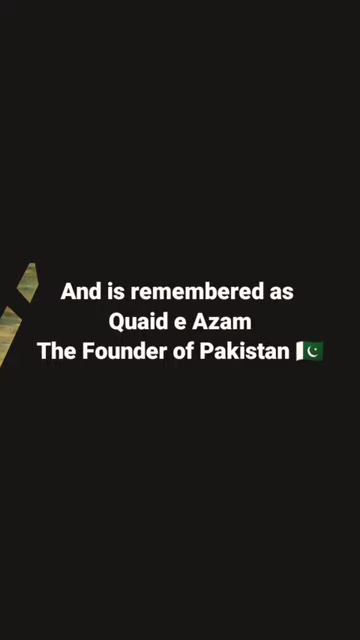 And is remembered as
Quaid e Azam
The Founder of Pakistan 🇵🇰